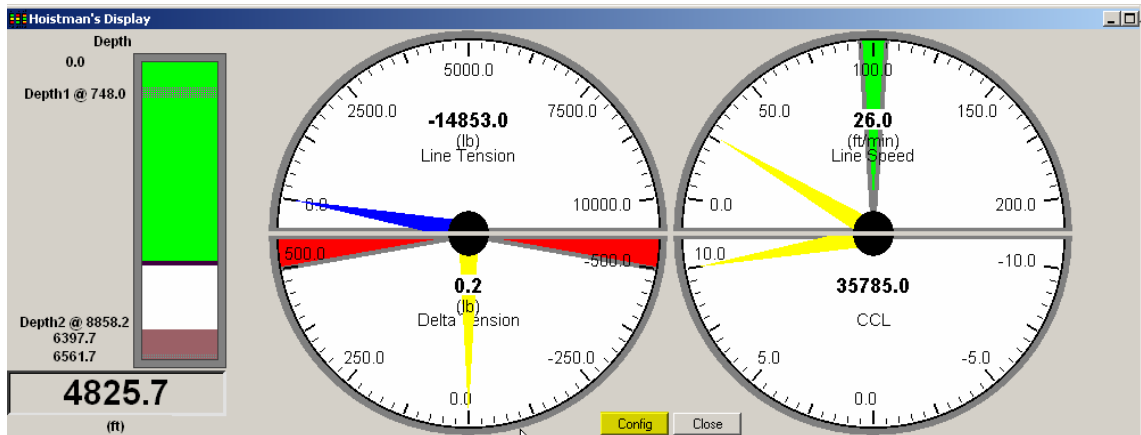 Hoistman's Display
Depth
0.0
Depth1 @ 748.0
Depth2 @ 8858.2
6397.7
6561.7
4825.7
(ft)
5000.0
2500.0
7500.0
-14853.0
(lb)
Line Tension
0.0
10000.0
500.0
-500.0
0.2
(lb)
Delta Tension
250.0
-250.0
0.0
100.0
50.0
150.0
26.0
(ft/min)
Line Speed
0.0
200.0
10.0
-10.0
35785.0
CCL
5.0
-5.0
0.0
Config
Close